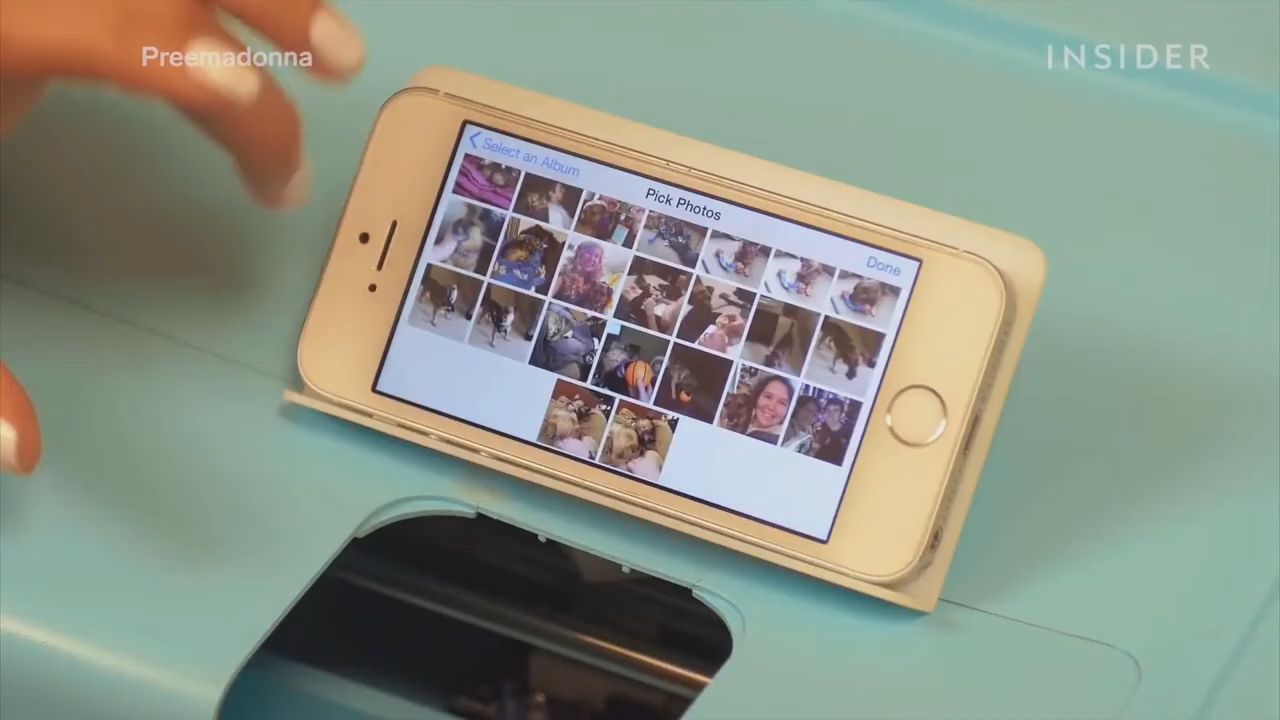 Preemadonna
INSIDER
Select an Album
Pick Photos
Done